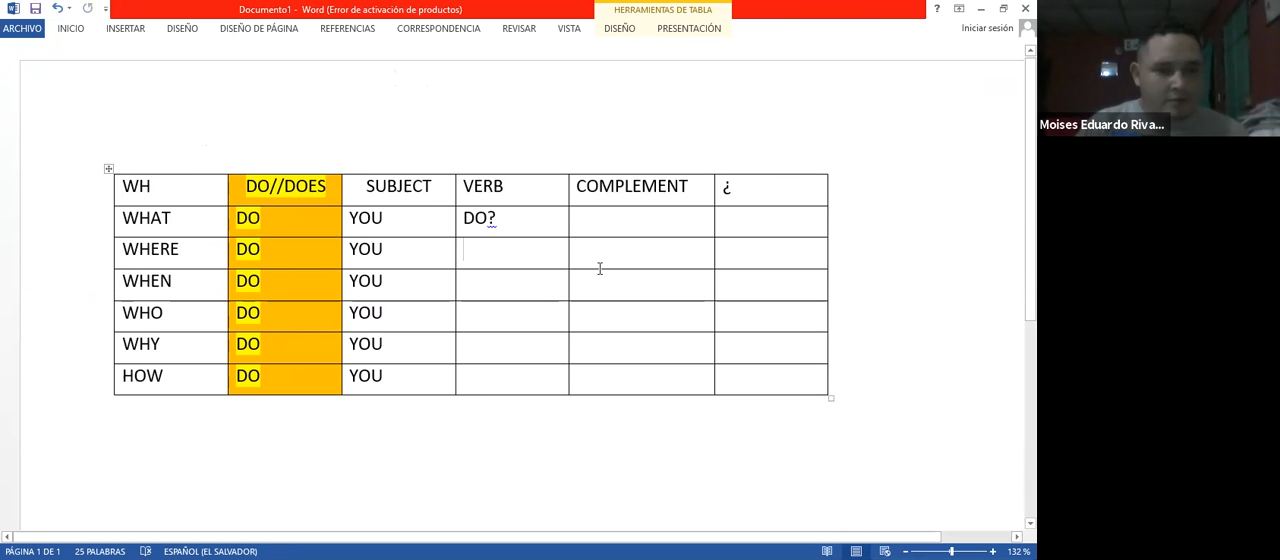 Documento1 - Word (Error de activación de productos)
HERRAMIENTAS DE TABLA
?
ARCHIVO INICIO INSERTAR DISEÑO DISEÑO DE PÁGINA REFERENCIAS CORRESPONDENCIA REVISAR VISTA DISEÑO PRESENTACIÓN Iniciar sesión
Moises Eduardo Riva...
WH DO//DOES SUBJECT VERB COMPLEMENT ¿
WHAT DO YOU DO?
WHERE DO YOU
WHEN DO YOU
WHO DO YOU
WHY DO YOU
HOW DO YOU
PÁGINA 1 DE 1 25 PALABRAS ESPAÑOL (EL SALVADOR) 132 %